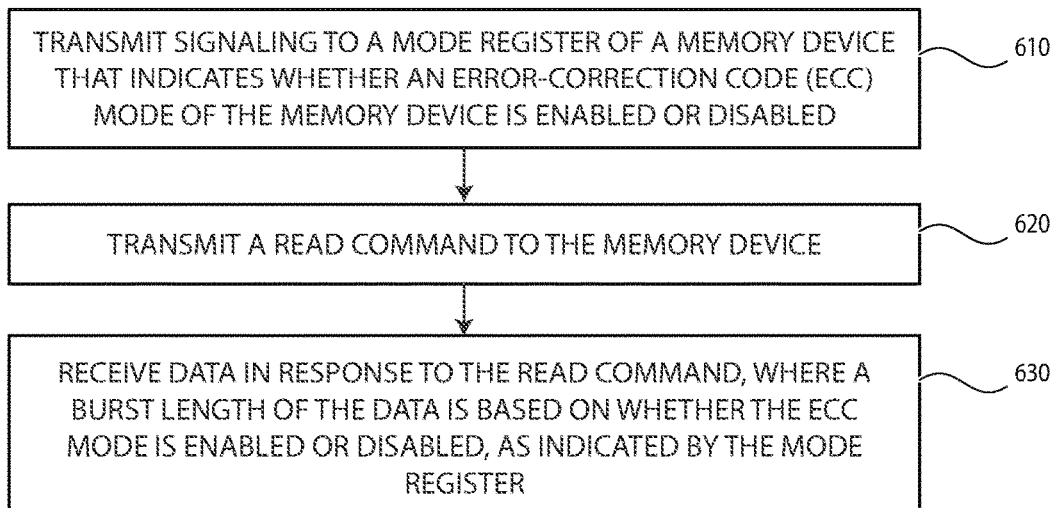 TRANSMIT SIGNALING TO A MODE REGISTER OF A MEMORY DEVICE
THAT INDICATES WHETHER AN ERROR-CORRECTION CODE (ECC)
MODE OF THE MEMORY DEVICE IS ENABLED OR DISABLED
610
TRANSMIT A READ COMMAND TO THE MEMORY DEVICE
620
RECEIVE DATA IN RESPONSE TO THE READ COMMAND, WHERE A
BURST LENGTH OF THE DATA IS BASED ON WHETHER THE ECC
MODE IS ENABLED OR DISABLED, AS INDICATED BY THE MODE
REGISTER
630